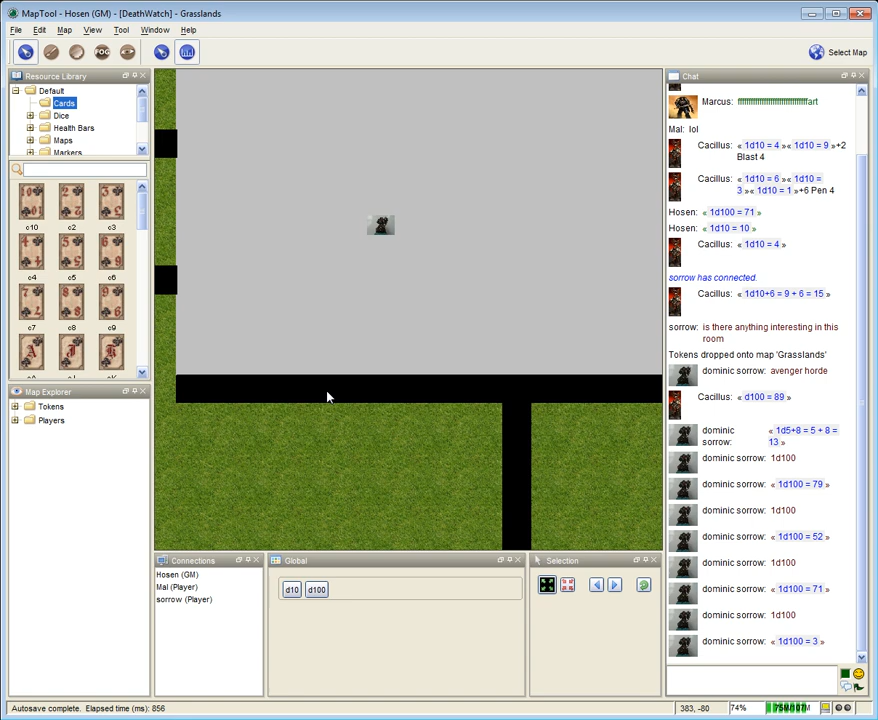 MapTool - Hosen (GM) - [DeathWatch] - Grasslands
File Edit Map View Tool Window Help
FOG
Select Map
Resource Library
Default
Cards
Dice
Health Bars
Maps
Markers
c10 c2 c3
c4 c5 c6
c7 c8 c9
Map Explorer
Tokens
Players
Connections
Hosen (GM)
Mal (Player)
sorrow (Player)
Global
d10 d100
Selection
Chat
Marcus: ffffffffffffffffffffffffffffffffart
Mal: lol
Cacillus: « 1d10 = 4 »« 1d10 = 9 »+2
Blast 4
Cacillus: « 1d10 = 6 »« 1d10 =
3 »« 1d10 = 1 »+6 Pen 4
Hosen: « 1d100 = 71 »
Hosen: « 1d10 = 10 »
Cacillus: « 1d10 = 4 »
sorrow has connected.
Cacillus: « 1d10+6 = 9 + 6 = 15 »
sorrow: is there anything interesting in this
room
Tokens dropped onto map 'Grasslands'
dominic sorrow: avenger horde
Cacillus: « d100 = 89 »
dominic « 1d5+8 = 5 + 8 =
sorrow: 13 »
dominic sorrow: 1d100
dominic sorrow: « 1d100 = 79 »
dominic sorrow: 1d100
dominic sorrow: « 1d100 = 52 »
dominic sorrow: 1d100
dominic sorrow: « 1d100 = 71 »
dominic sorrow: 1d100
dominic sorrow: « 1d100 = 3 »
Autosave complete. Elapsed time (ms): 856
383, -80 74% 75M/107M